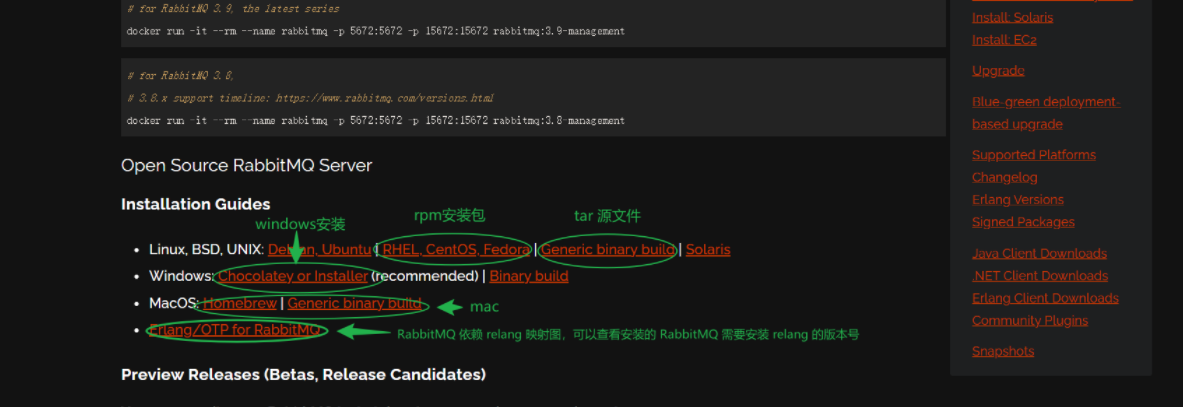 # for RabbitMQ 3.9, the latest series
docker run -it --rm --name rabbitmq -p 5672:5672 -p 15672:15672 rabbitmq:3.9-management
# for RabbitMQ 3.8,
# 3.8.x support timeline: https://www.rabbitmq.com/versions.html
docker run -it --rm --name rabbitmq -p 5672:5672 -p 15672:15672 rabbitmq:3.8-management
Open Source RabbitMQ Server
Installation Guides
windows安装
rpm安装包
tar 源文件
Linux, BSD, UNIX: Debian, Ubuntu | RHEL, CentOS, Fedora | Generic binary build | Solaris
Windows: Chocolatey or Installer (recommended) | Binary build
MacOS: Homebrew | Generic binary build
mac
Erlang/OTP for RabbitMQ
RabbitMQ 依赖 relang 映射图，可以查看安装的 RabbitMQ 需要安装 relang 的版本号
Preview Releases (Betas, Release Candidates)
Install: Solaris
Install: EC2
Upgrade
Blue-green deployment-
based upgrade
Supported Platforms
Changelog
Erlang Versions
Signed Packages
Java Client Downloads
.NET Client Downloads
Erlang Client Downloads
Community Plugins
Snapshots